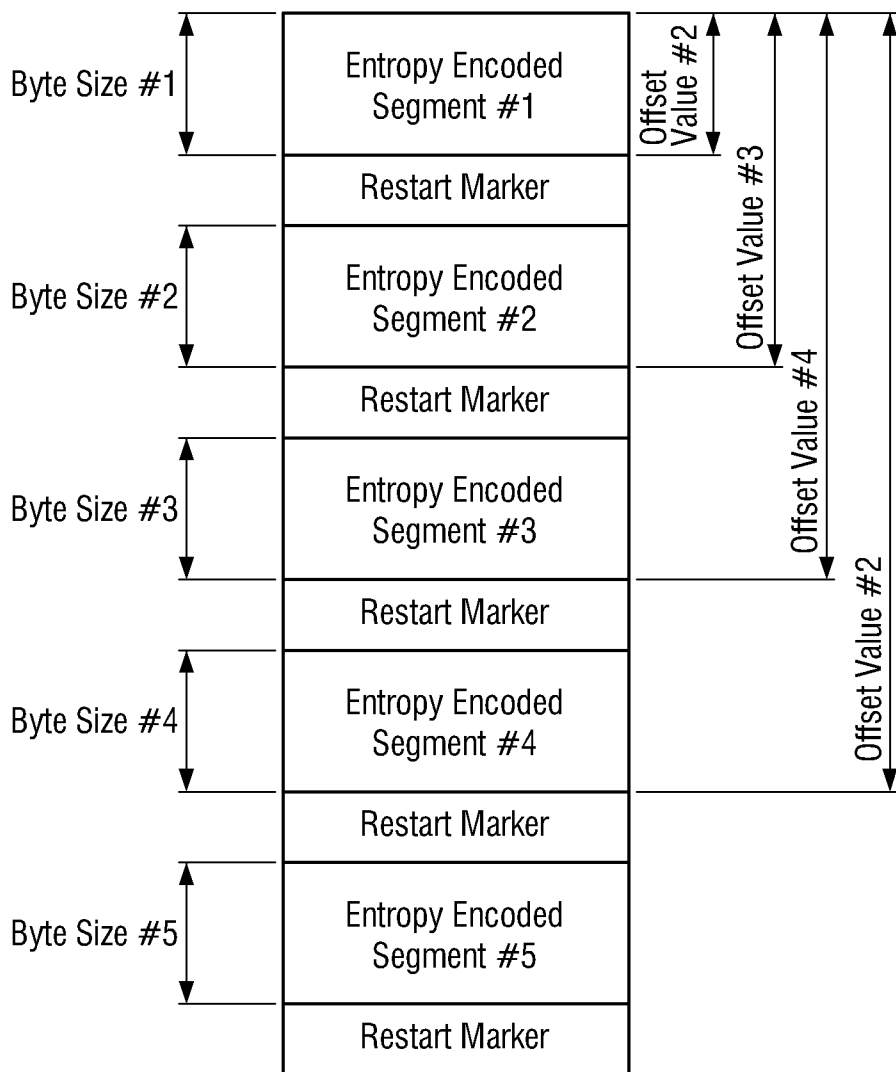 Byte Size #1
Entropy Encoded
Segment #1
Offset
Value #2
Restart Marker
Offset Value #3
Byte Size #2
Entropy Encoded
Segment #2
Restart Marker
Offset Value #4
Byte Size #3
Entropy Encoded
Segment #3
Restart Marker
Offset Value #2
Byte Size #4
Entropy Encoded
Segment #4
Restart Marker
Byte Size #5
Entropy Encoded
Segment #5
Restart Marker